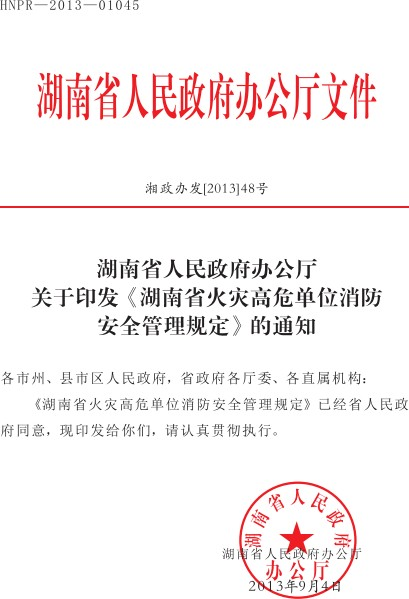 HNPR—2013—01045
湖南省人民政府办公厅文件
湘政办发[2013]48号
湖南省人民政府办公厅
关于印发《湖南省火灾高危单位消防
安全管理规定》的通知
各市州、县市区人民政府，省政府各厅委、各直属机构：
《湖南省火灾高危单位消防安全管理规定》已经省人民政
府同意，现印发给你们，请认真贯彻执行。
湖南省人民政府
办公厅
湖南省人民政府办公厅
2013年9月4日